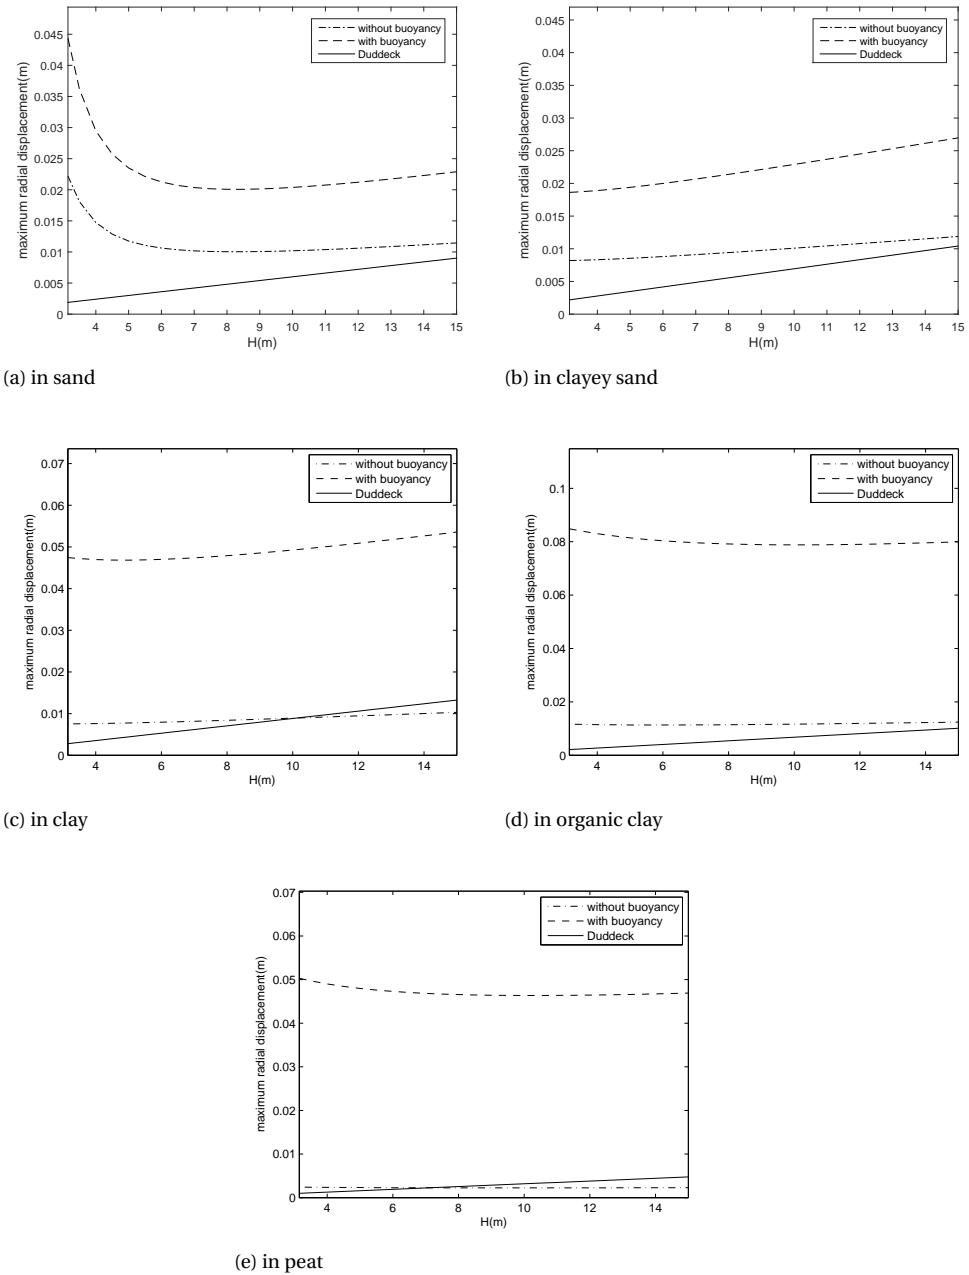 maximum radial displacement(m)
0.045
0.04
0.035
0.03
0.025
0.02
0.015
0.01
0.005
0
4 5 6 7 8 9 10 11 12 13 14 15
H(m)
without buoyancy
with buoyancy
Duddeck
(a) in sand
maximum radial displacement(m)
0.045
0.04
0.035
0.03
0.025
0.02
0.015
0.01
0.005
0
4 5 6 7 8 9 10 11 12 13 14 15
H(m)
without buoyancy
with buoyancy
Duddeck
(b) in clayey sand
maximum radial displacement(m)
0.07
0.06
0.05
0.04
0.03
0.02
0.01
0
4 6 8 10 12 14
H(m)
without buoyancy
with buoyancy
Duddeck
(c) in clay
maximum radial displacement(m)
0.1
0.08
0.06
0.04
0.02
0
4 6 8 10 12 14
H(m)
without buoyancy
with buoyancy
Duddeck
(d) in organic clay
maximum radial displacement(m)
0.07
0.06
0.05
0.04
0.03
0.02
0.01
0
4 6 8 10 12 14
H(m)
without buoyancy
with buoyancy
Duddeck
(e) in peat